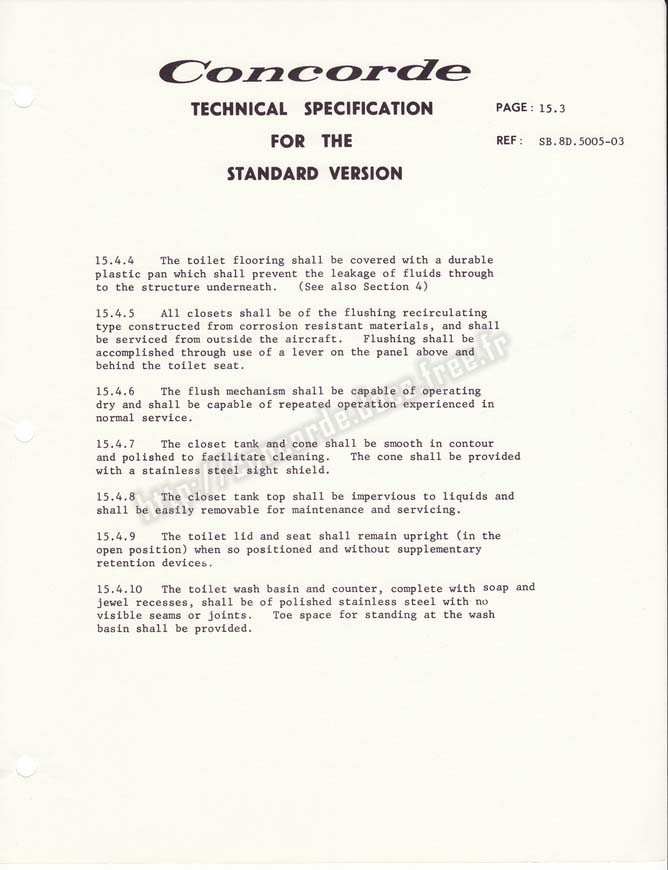 Concorde
TECHNICAL SPECIFICATION
FOR THE
STANDARD VERSION
PAGE: 15.3
REF: SB.8D.5005-03
15.4.4 The toilet flooring shall be covered with a durable
plastic pan which shall prevent the leakage of fluids through
to the structure underneath. (See also Section 4)
15.4.5 All closets shall be of the flushing recirculating
type constructed from corrosion resistant materials, and shall
be serviced from outside the aircraft. Flushing shall be
accomplished through use of a lever on the panel above and
behind the toilet seat.
15.4.6 The flush mechanism shall be capable of operating
dry and shall be capable of repeated operation experienced in
normal service.
15.4.7 The closet tank and cone shall be smooth in contour
and polished to facilitate cleaning. The cone shall be provided
with a stainless steel sight shield.
15.4.8 The closet tank top shall be impervious to liquids and
shall be easily removable for maintenance and servicing.
15.4.9 The toilet lid and seat shall remain upright (in the
open position) when so positioned and without supplementary
retention devices.
15.4.10 The toilet wash basin and counter, complete with soap and
jewel recesses, shall be of polished stainless steel with no
visible seams or joints. Toe space for standing at the wash
basin shall be provided.